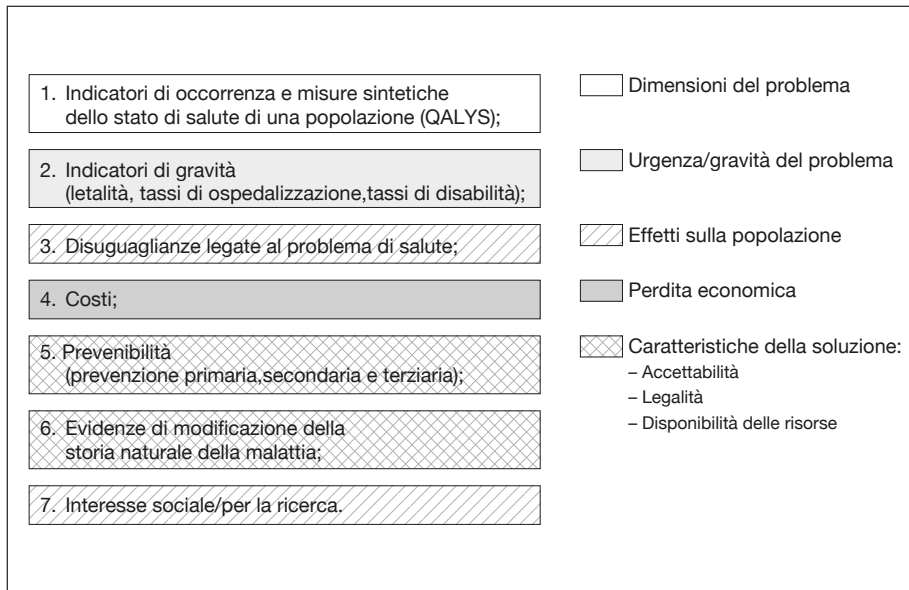 1. Indicatori di occorrenza e misure sintetiche
dello stato di salute di una popolazione (QALYS);
2. Indicatori di gravità
(letalità, tassi di ospedalizzazione,tassi di disabilità);
3. Disuguaglianze legate al problema di salute;
4. Costi;
5. Prevenibilità
(prevenzione primaria,secondaria e terziaria);
6. Evidenze di modificazione della
storia naturale della malattia;
7. Interesse sociale/per la ricerca.
Dimensioni del problema
Urgenza/gravità del problema
Effetti sulla popolazione
Perdita economica
Caratteristiche della soluzione:
– Accettabilità
– Legalità
– Disponibilità delle risorse